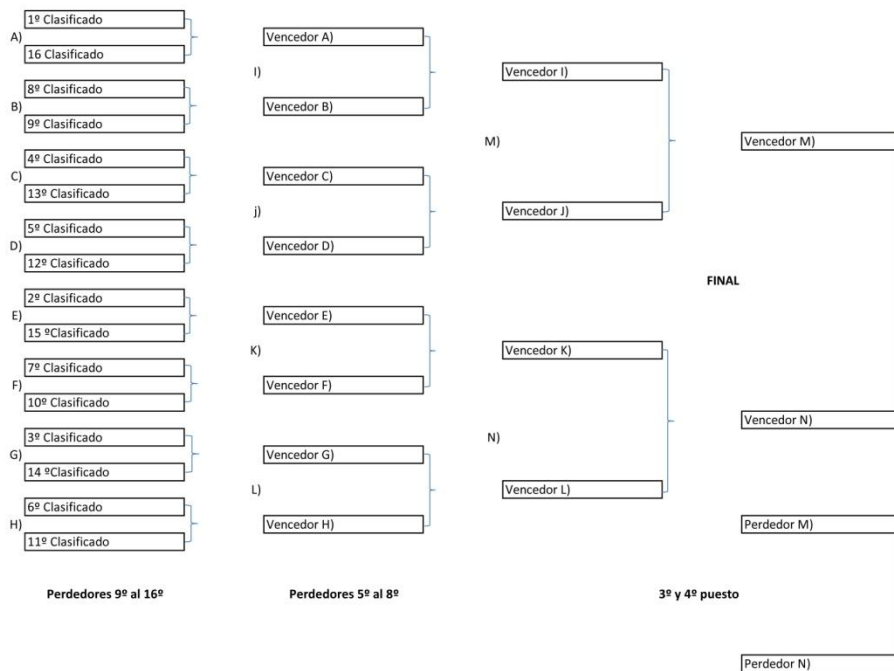 A)
1º Clasificado
16 Clasificado
B)
8º Clasificado
9º Clasificado
C)
4º Clasificado
13º Clasificado
D)
5º Clasificado
12º Clasificado
E)
2º Clasificado
15 ºClasificado
F)
7º Clasificado
10º Clasificado
G)
3º Clasificado
14 ºClasificado
H)
6º Clasificado
11º Clasificado
Perdedores 9º al 16º
I)
Vencedor A)
Vencedor B)
j)
Vencedor C)
Vencedor D)
K)
Vencedor E)
Vencedor F)
L)
Vencedor G)
Vencedor H)
Perdedores 5º al 8º
M)
Vencedor I)
Vencedor J)
N)
Vencedor K)
Vencedor L)
Vencedor M)
FINAL
Vencedor N)
Perdedor M)
3º y 4º puesto
Perdedor N)